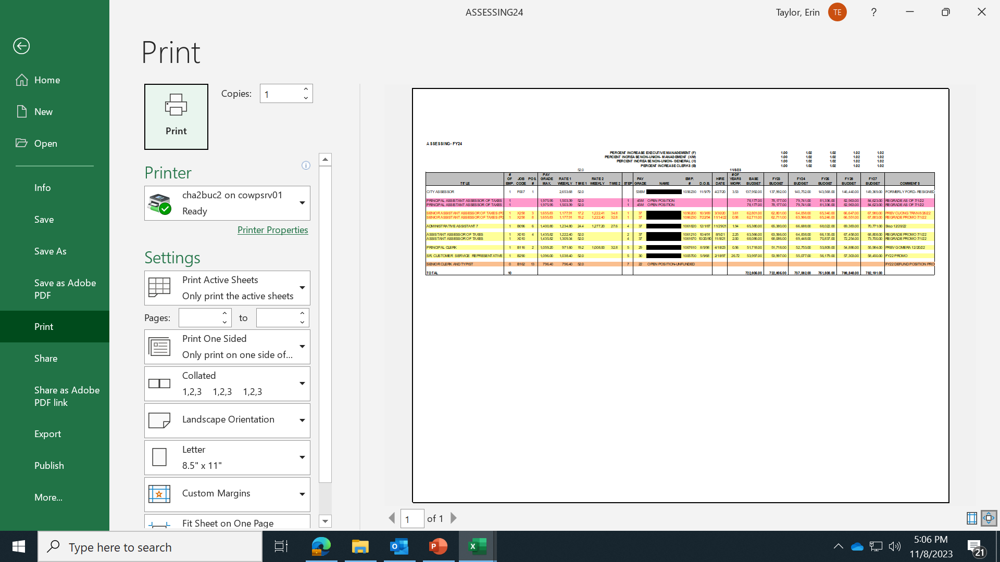 ASSESSING24
Taylor, Erin
TE
?
Print
Home
New
Open
Info
Save
Save As
Save as Adobe
PDF
Print
Share
Share as Adobe
PDF link
Export
Publish
More...
Print
Copies:
1
Printer
cha2buc2 on cowpsrv01
Ready
Printer Properties
Settings
Print Active Sheets
Only print the active sheets
Pages:
to
Print One Sided
Only print on one side of...
Collated
1,2,3 1,2,3 1,2,3
Landscape Orientation
Letter
8.5" x 11"
Custom Margins
Fit Sheet on One Page
ASSESSING- FY24
PERCENT INCREASE EXECUTIVE MANAGEMENT (F) 1.00 1.02 1.02 1.02 1.02
PERCENT INCREASE NON-UNION- MANAGEMENT (X/M) 1.00 1.02 1.02 1.02 1.02
PERCENT INCREASE NON-UNION- GENERAL (X) 1.00 1.02 1.02 1.02 1.02
PERCENT INCREASE CLERKS (B) 1.00 1.02 1.02 1.02 1.02
52.0 11/8/23
# PAY # OF
OF JOB POS. GRADE RATE 1 RATE 2 PAY EMP. HIRE YEARS BASE FY23 FY24 FY25 FY26 FY27
TITLE EMP. CODE # MAX. WEEKLY TIME 1 WEEKLY TIME 2 STEP GRADE NAME # D.O.B. DATE WORK BUDGET BUDGET BUDGET BUDGET BUDGET BUDGET COMMENTS
CITY ASSESSOR 1 F007 1 2,653.68 52.0 53EM 1056230 11/9/79 4/27/20 3.53 137,992.00 137,992.00 140,752.00 143,568.00 146,440.00 149,369.00 FORMERLY FORD- RESIGNED
PRINCIPAL ASSISTANT ASSESSOR OF TAXES 1 1,975.95 1,503.39 52.0 1 45M OPEN POSITION 78,177.00 78,177.00 79,741.00 81,336.00 82,963.00 84,623.00 REGRADE AS OF 7/1/22
PRINCIPAL ASSISTANT ASSESSOR OF TAXES 1 1,975.95 1,503.39 52.0 1 45M OPEN POSITION 78,177.00 78,177.00 79,741.00 81,336.00 82,963.00 84,623.00 REGRADE AS OF 7/1/22
SENIOR ASSISTANT ASSESSOR OF TAXES (PC 1 X258 3 1,655.83 1,177.91 17.2 1,222.41 34.8 1 37 1056200 10/3/69 3/30/20 3.61 62,801.00 62,801.00 64,058.00 65,340.00 66,647.00 67,980.00 PREV CUONG TRAN 8/26/22
SENIOR ASSISTANT ASSESSOR OF TAXES (PC 1 X258 8 1,655.83 1,177.91 19.2 1,222.40 32.8 1 37 1066230 7/22/94 11/14/22 0.98 62,711.00 62,711.00 63,966.00 65,246.00 66,551.00 67,883.00 REGRADE PROMO 7/1/22
ADMINISTRATIVE ASSISTANT 7 1 B096 6 1,400.80 1,234.80 24.4 1,277.20 27.6 4 37 1061820 12/1/87 11/29/21 1.94 65,380.00 65,380.00 66,688.00 68,022.00 69,383.00 70,771.00 Step 12/20/22
ASSISTANT ASSESSOR OF TAXES 1 X010 4 1,435.82 1,222.40 52.0 2 37 1061210 10/4/91 8/9/21 2.25 63,566.00 63,566.00 64,838.00 66,135.00 67,458.00 68,808.00 REGRADE PROMO 7/1/22
ASSISTANT ASSESSOR OF TAXES 1 X010 1,435.82 1,309.34 52.0 4 37 1061670 10/20/80 11/8/21 2.00 68,086.00 68,086.00 69,448.00 70,837.00 72,254.00 73,700.00 REGRADE PROMO 7/1/22
PRINCIPAL CLERK 1 B116 2 1,059.20 971.60 19.2 1,008.00 32.8 5 29 1067610 8/5/98 4/18/23 0.56 51,718.00 51,718.00 52,753.00 53,809.00 54,886.00 55,984.00 PREV GOMERA 12/20/22
SR. CUSTOMER SERVICE REPRESENTATIVE 1 B290 1,096.00 1,038.40 52.0 5 30 1005700 5/9/68 2/18/97 26.72 53,997.00 53,997.00 55,077.00 56,179.00 57,303.00 58,450.00 FY22 PROMO
SENIOR CLERK AND TYPIST 0 B162 13 796.40 796.40 52.0 7 22 OPEN POSITION-UNFUNDED FY22 DEFUND POSITION PRO
TOTAL 10 722,605.00 722,605.00 737,062.00 751,808.00 766,848.00 782,191.00
1 of 1
Type here to search
5:06 PM
11/8/2023
21